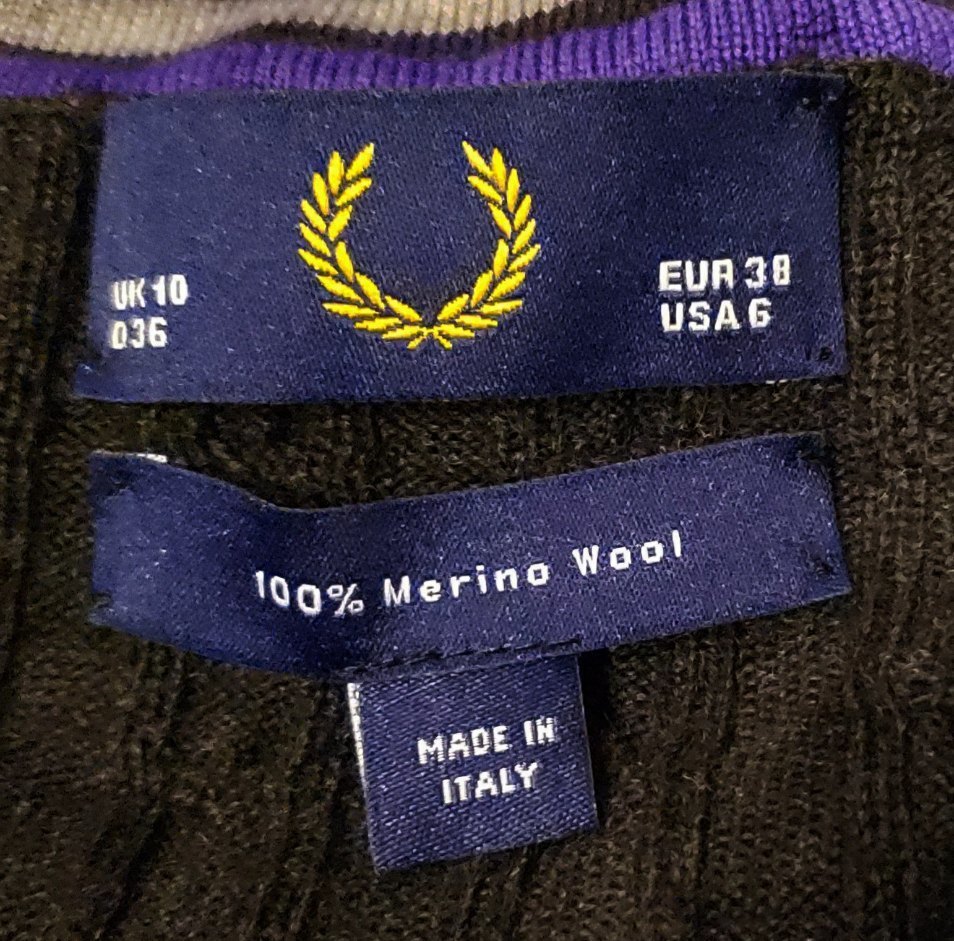 UK 10
036
EUR 38
USA 6
100% Merino Wool
MADE IN
ITALY